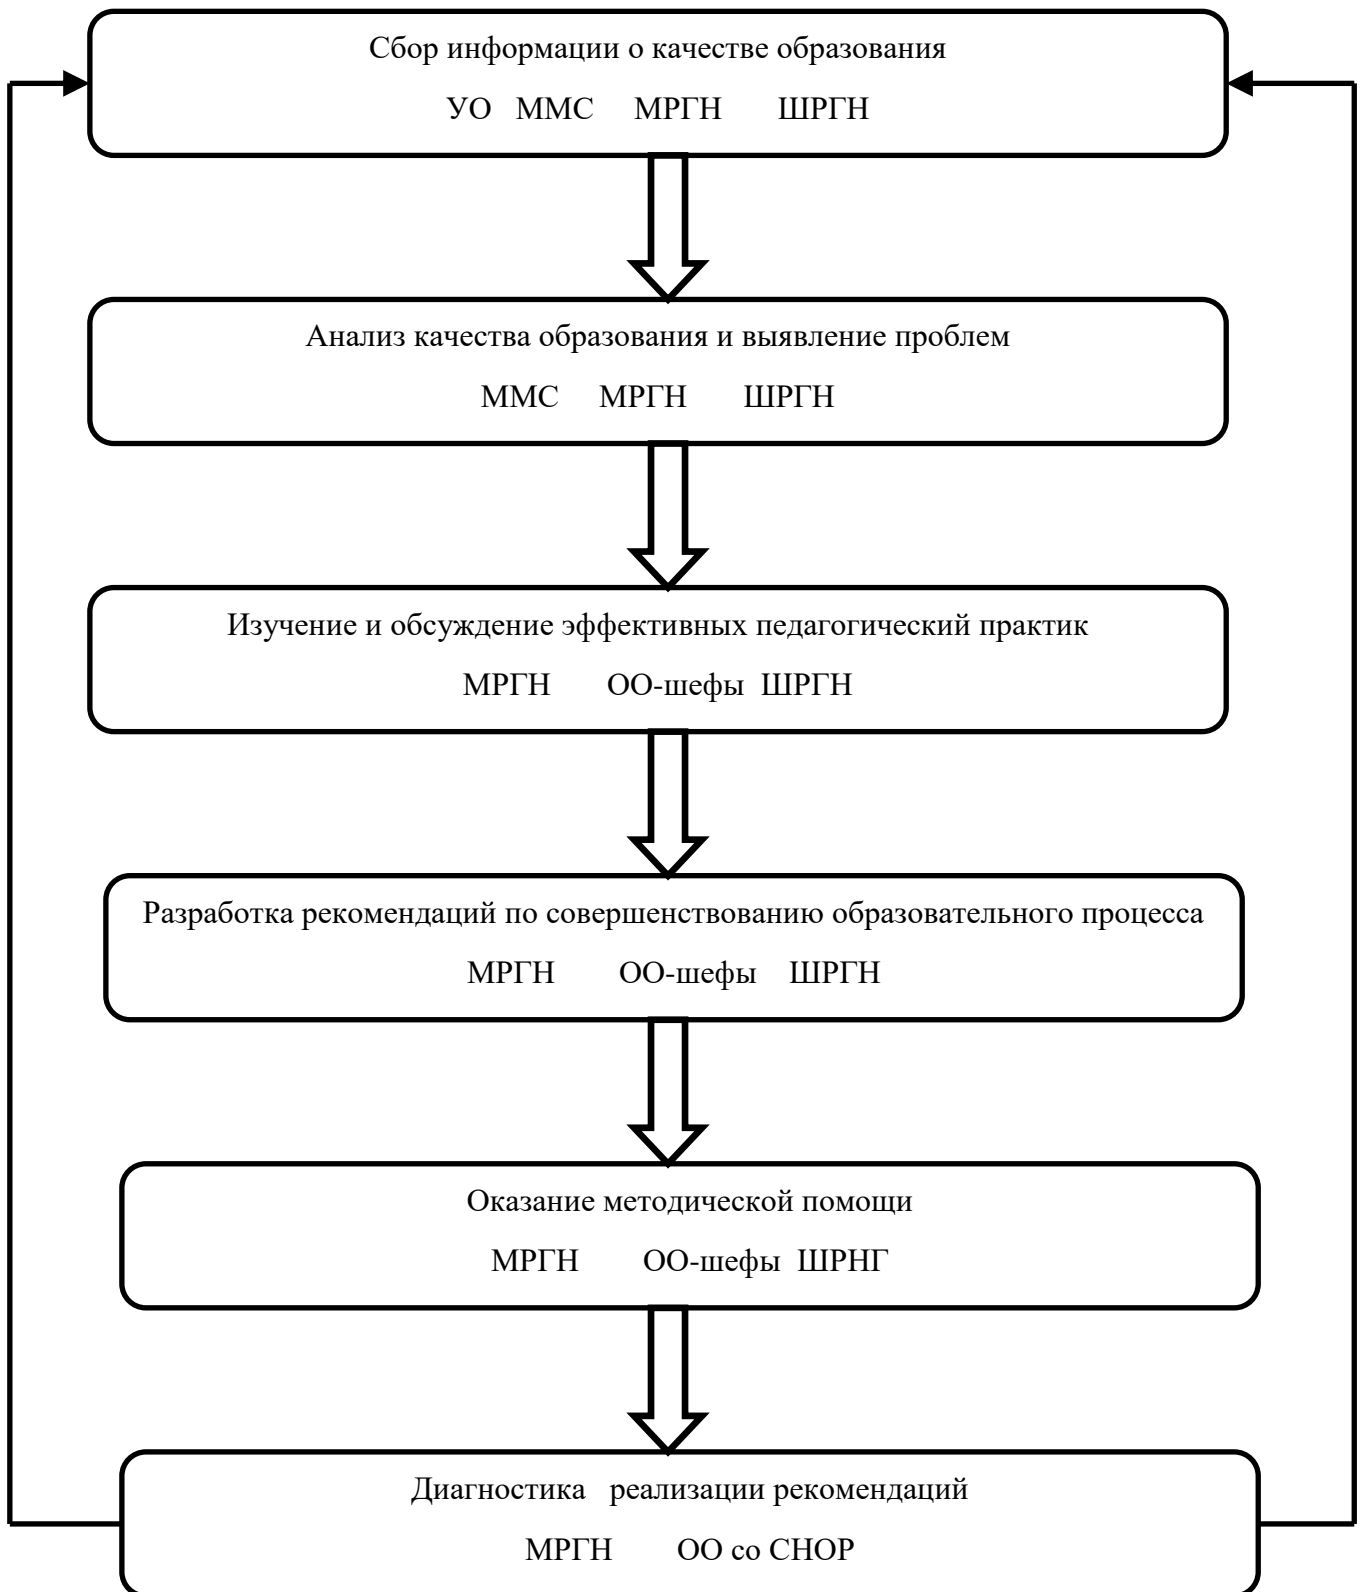 Сбор информации о качестве образования
УО ММС МРГН ШРГН
Анализ качества образования и выявление проблем
ММС МРГН ШРГН
Изучение и обсуждение эффективных педагогический практик
МРГН ОО-шефы ШРГН
Разработка рекомендаций по совершенствованию образовательного процесса
МРГН ОО-шефы ШРГН
Оказание методической помощи
МРГН ОО-шефы ШРНГ
Диагностика реализации рекомендаций
МРГН ОО со СНОР